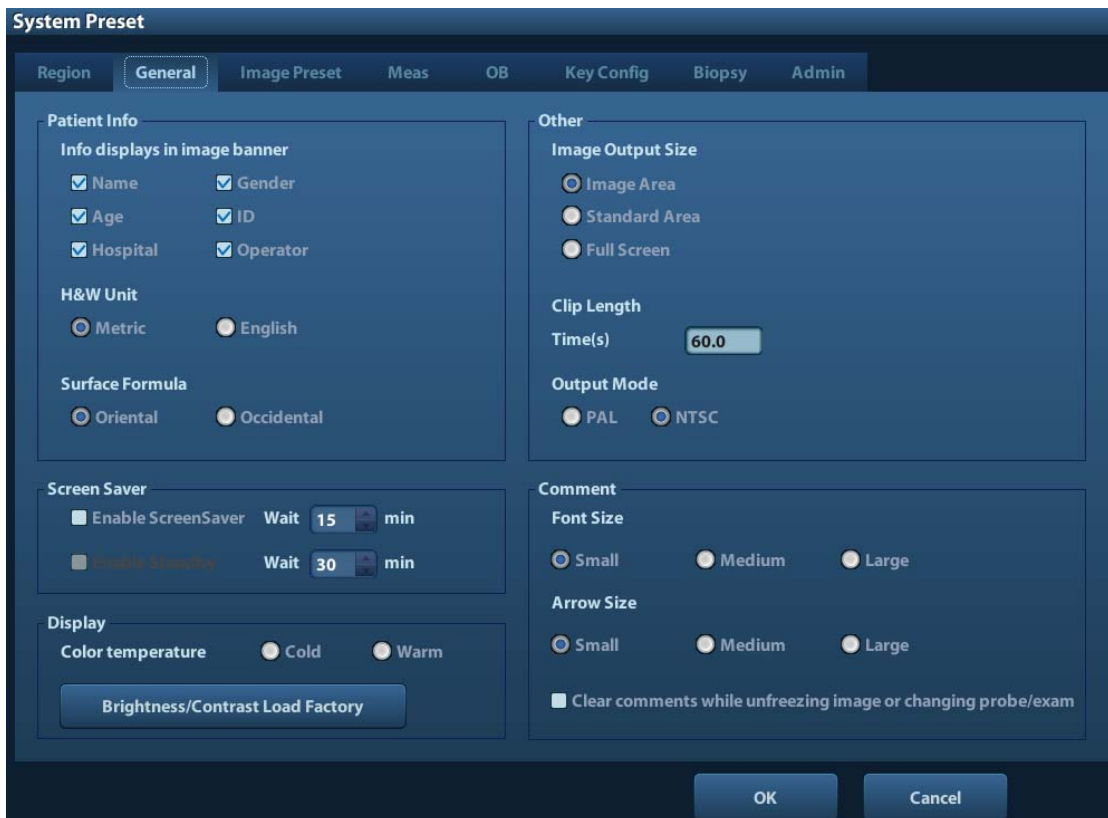 System Preset
Region General Image Preset Meas OB Key Config Biopsy Admin
Patient Info
Info displays in image banner
Name Gender
Age ID
Hospital Operator
H&W Unit
Metric English
Surface Formula
Oriental Occidental
Screen Saver
Enable ScreenSaver Wait 15 min
Enable Standby Wait 30 min
Display
Color temperature Cold Warm
Brightness/Contrast Load Factory
Other
Image Output Size
Image Area
Standard Area
Full Screen
Clip Length
Time(s) 60.0
Output Mode
PAL NTSC
Comment
Font Size
Small Medium Large
Arrow Size
Small Medium Large
Clear comments while unfreezing image or changing probe/exam
OK Cancel